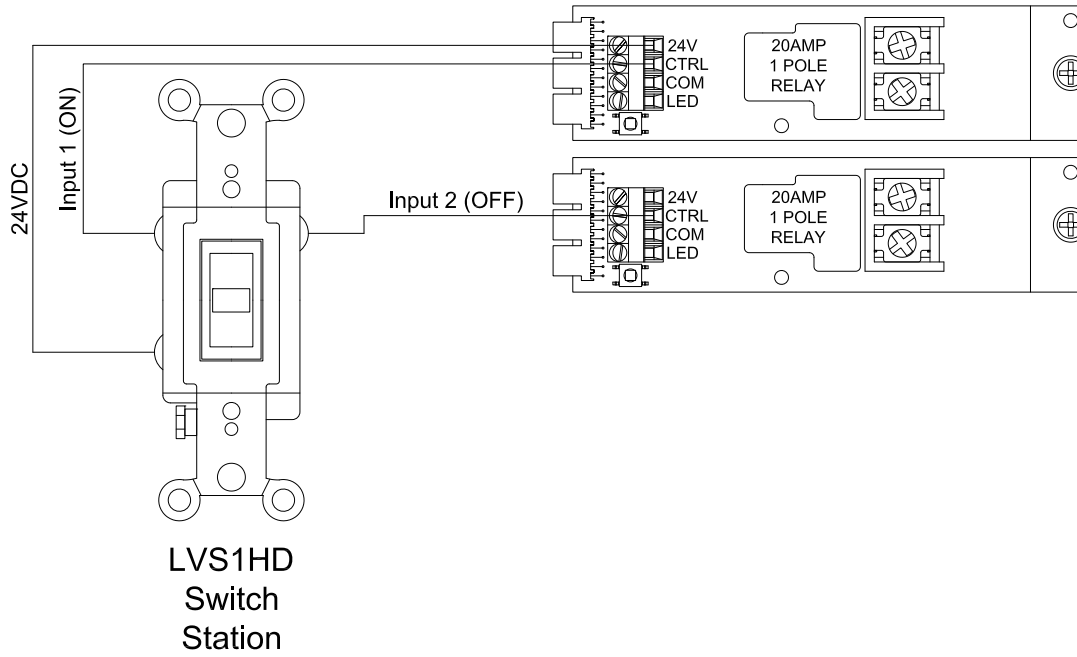 24V
CTRL
COM
LED
20AMP
1 POLE
RELAY
24VDC
Input 1 (ON)
Input 2 (OFF)
24V
CTRL
COM
LED
20AMP
1 POLE
RELAY
LVS1HD
Switch
Station